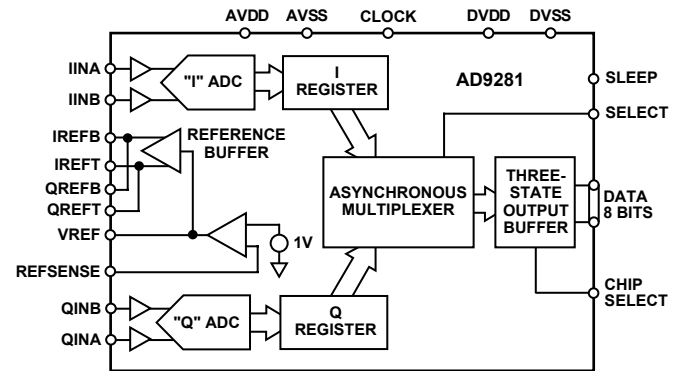 AVDD AVSS CLOCK DVDD DVSS
IINA
IINB
"I" ADC
I
REGISTER
AD9281
SLEEP
SELECT
IREFB
IREFT
QREFB
QREFT
VREF
REFSENSE
REFERENCE
BUFFER
1V
ASYNCHRONOUS
MULTIPLEXER
THREE-
STATE
OUTPUT
BUFFER
DATA
8 BITS
CHIP
SELECT
QINB
QINA
"Q" ADC
Q
REGISTER